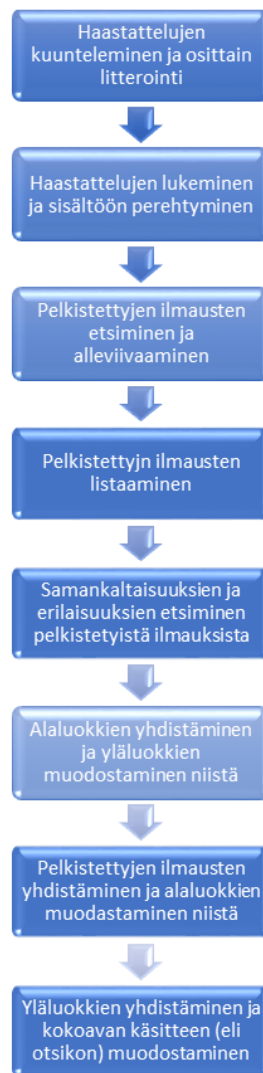 Haastattelujen
kuunteleminen ja osittain
litterointi
Haastattelujen lukeminen
ja sisältöön perehtyminen
Pelkistettyjen ilmausten
etsiminen ja
alleviivaaminen
Pelkistettyjn ilmausten
listaaminen
Samankaltaisuuksien ja
erilaisuuksien etsiminen
pelkistetyistä ilmauksista
Alaluokkien yhdistäminen
ja yläluokkien
muodostaminen niistä
Pelkistettyjen ilmausten
yhdistäminen ja alaluokkien
muodastaminen niistä
Yläluokkien yhdistäminen ja
kokoavan käsitteen (eli
otsikon) muodostaminen